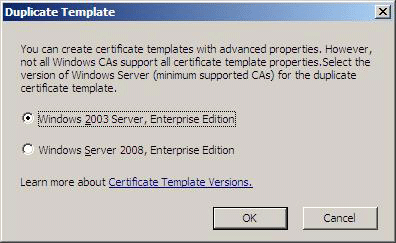 Duplicate Template
You can create certificate templates with advanced properties. However,
not all Windows CAs support all certificate template properties.Select the
version of Windows Server (minimum supported CAs) for the duplicate
certificate template.
Windows 2003 Server, Enterprise Edition
Windows Server 2008, Enterprise Edition
Learn more about Certificate Template Versions.
OK
Cancel